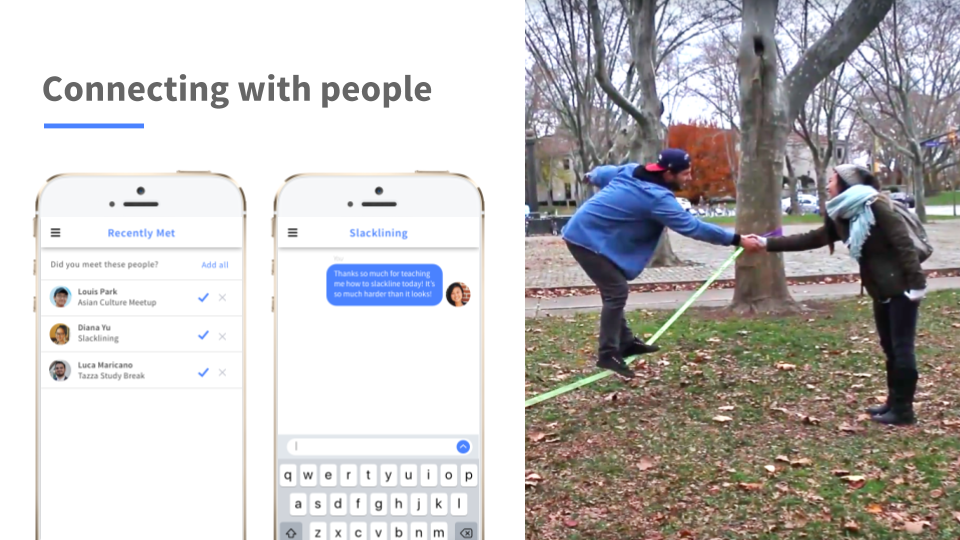 Connecting with people
Recently Met
Did you meet these people? Add all
Louis Park
Asian Culture Meetup
Diana Yu
Slacklining
Luca Maricano
Tazza Study Break
Slacklining
Thanks so much for teaching
me how to slackline today! It's
so much harder than it looks!
q w e r t y u i o p
a s d f g h j k l
z x c v b n m